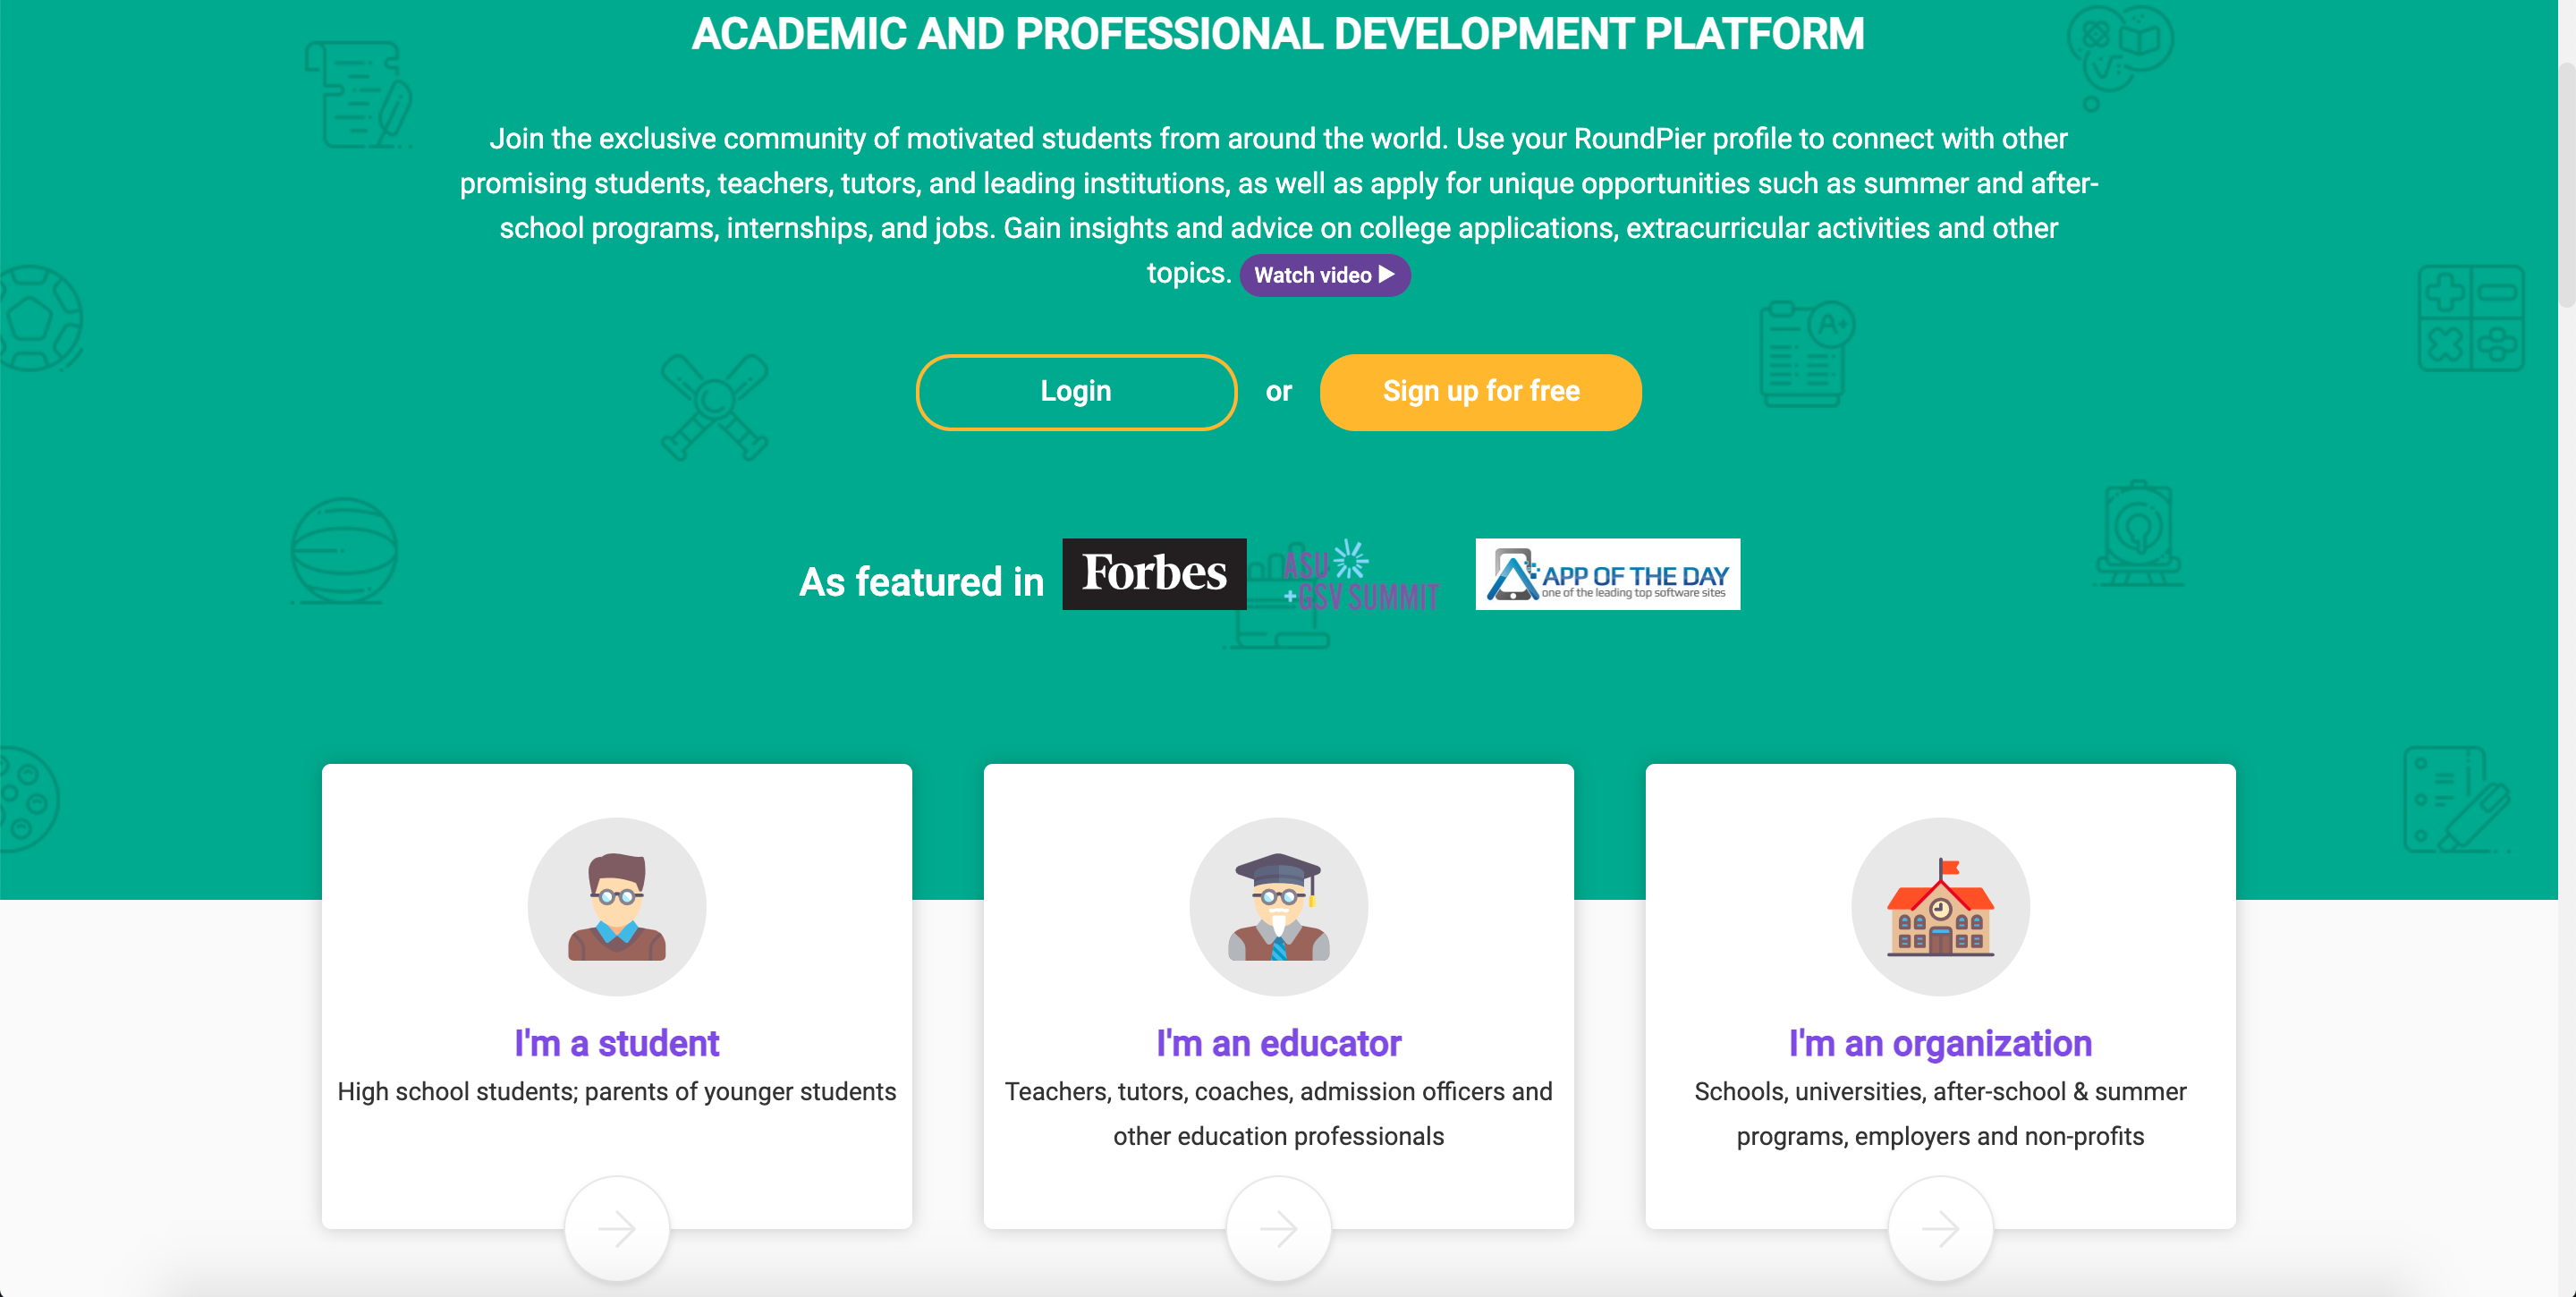 ACADEMIC AND PROFESSIONAL DEVELOPMENT PLATFORM
Join the exclusive community of motivated students from around the world. Use your RoundPier profile to connect with other
promising students, teachers, tutors, and leading institutions, as well as apply for unique opportunities such as summer and after-
school programs, internships, and jobs. Gain insights and advice on college applications, extracurricular activities and other
topics. Watch video
Login or Sign up for free
A+
As featured in
Forbes
ASU
+GSV SUMMIT
APP OF THE DAY
one of the leading top software sites
I'm a student
High school students; parents of younger students
I'm an educator
Teachers, tutors, coaches, admission officers and
other education professionals
I'm an organization
Schools, universities, after-school & summer
programs, employers and non-profits